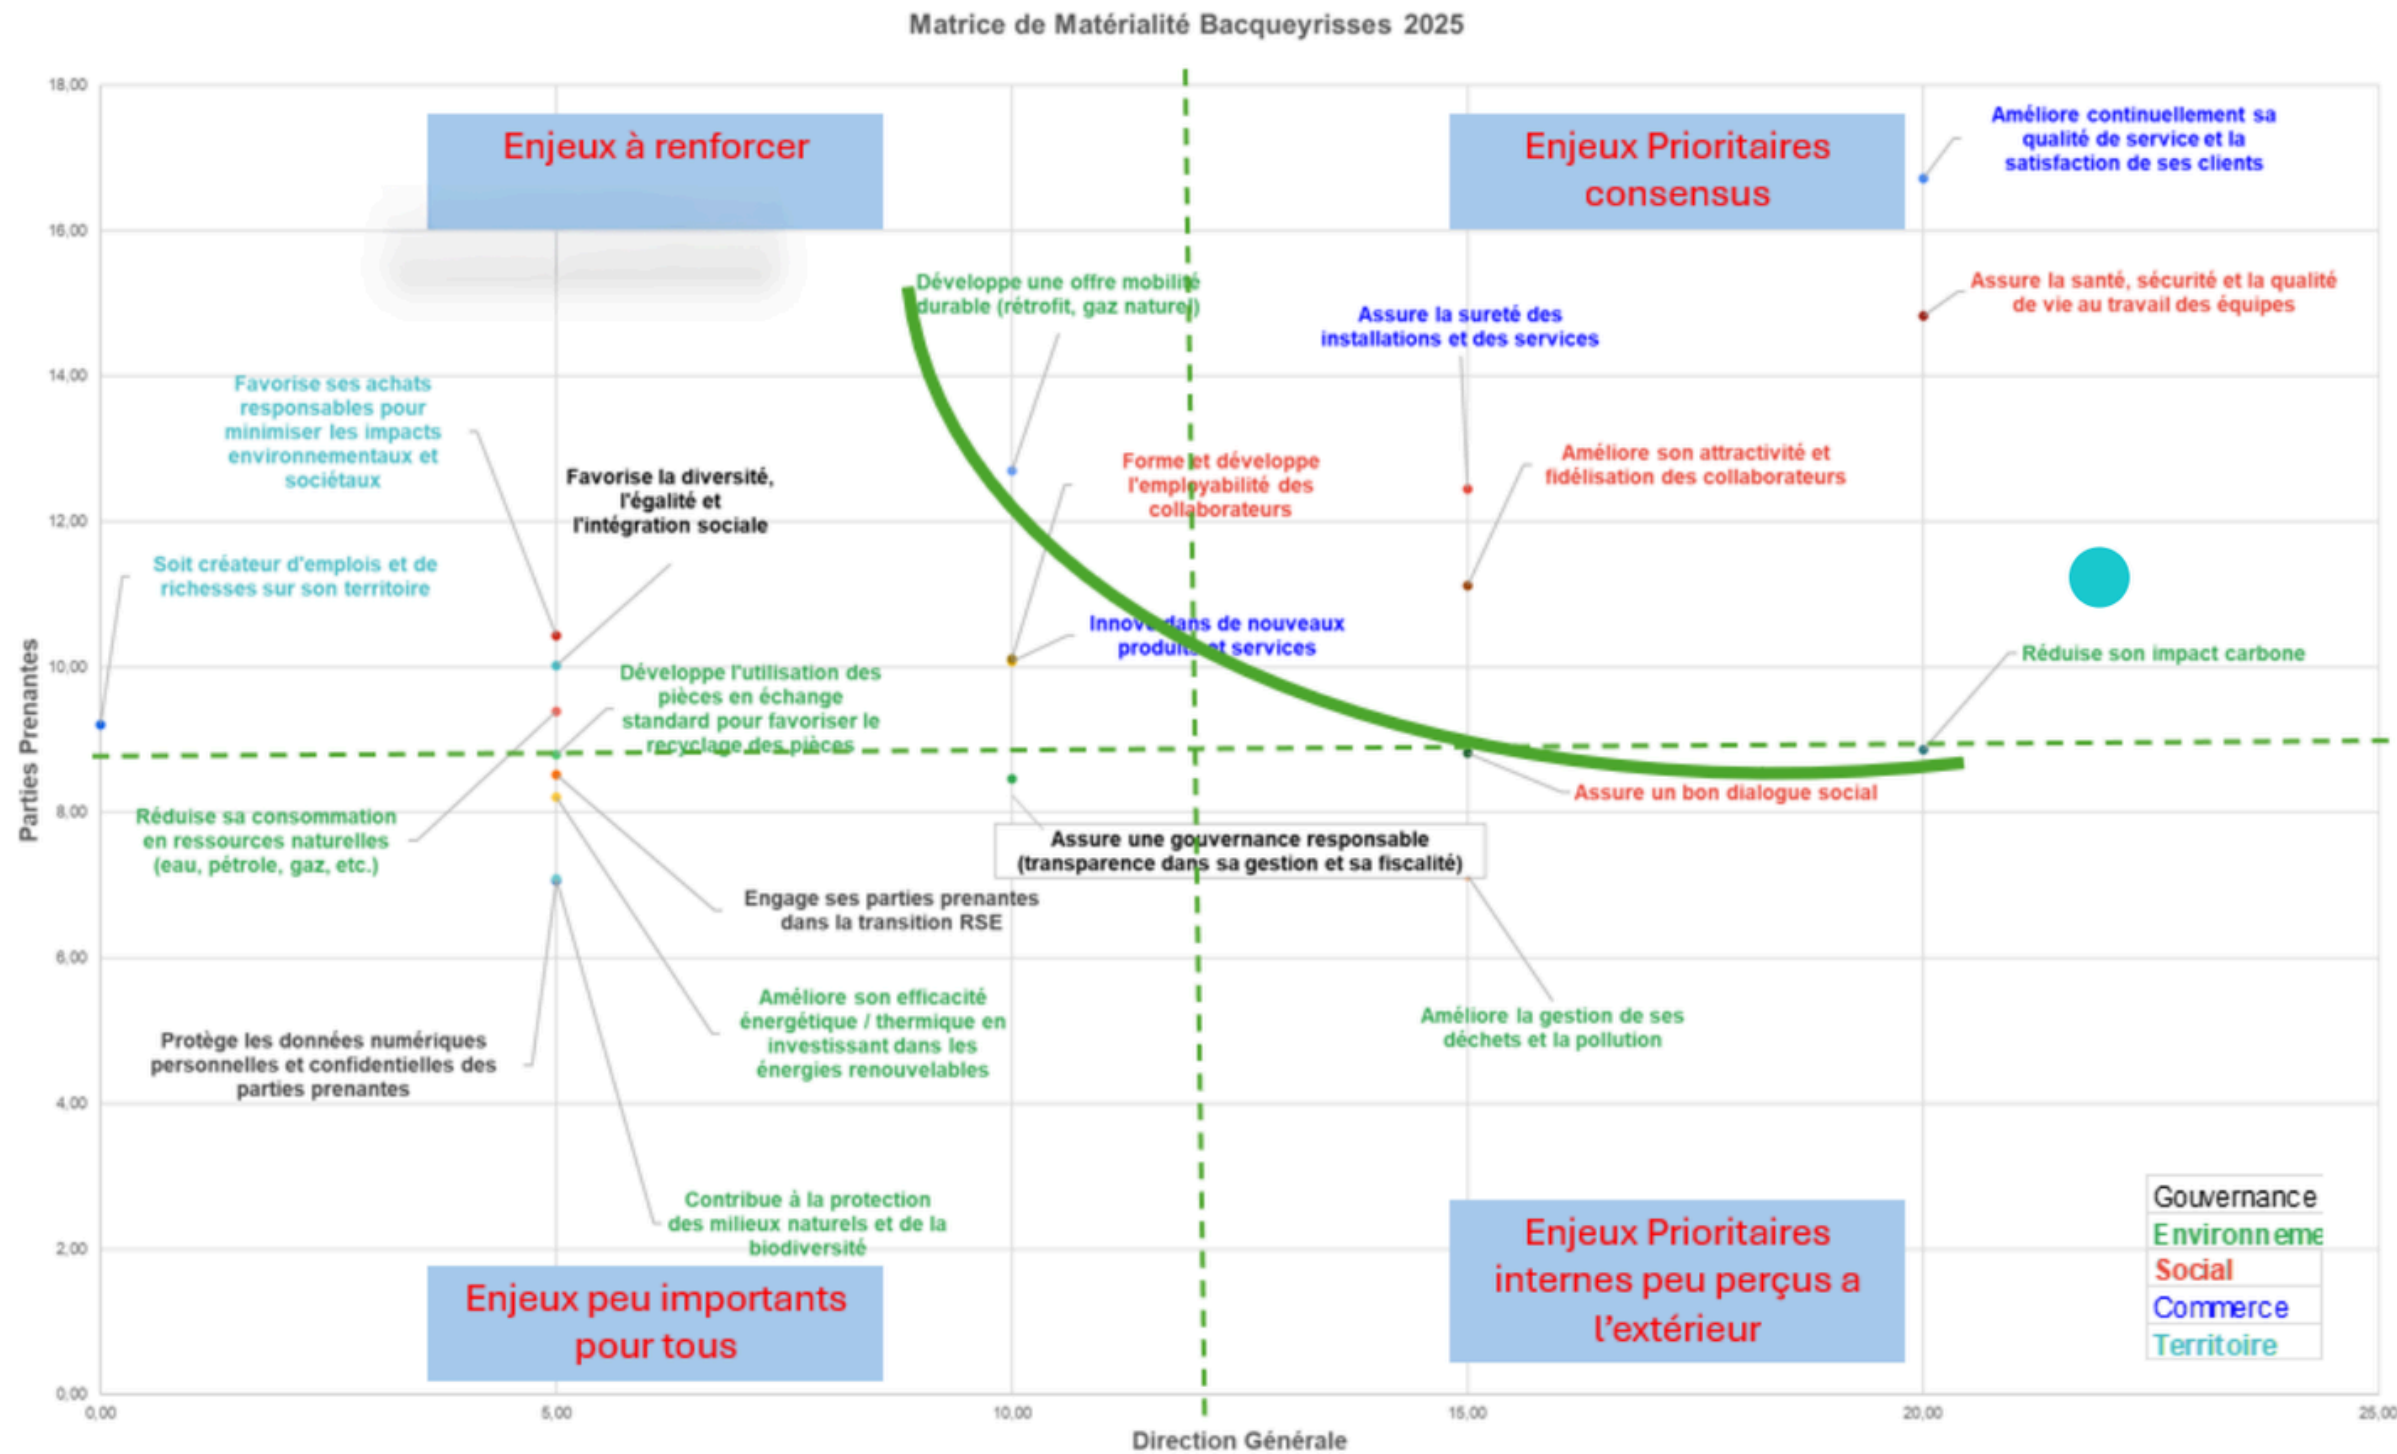 Matrice de Matérialité Bacqueyrisses 2025
18,00
16,00
14,00
12,00
10,00
8,00
6,00
4,00
2,00
0,00
0,00
5,00
10,00
15,00
20,00
25,00
Parties Prenantes
Direction Générale
Enjeux à renforcer
Enjeux Prioritaires
consensus
Améliore continuellement sa
qualité de service et la
satisfaction de ses clients
Développe une offre mobilité
durable (rétrofit, gaz naturel)
Assure la santé, sécurité et la qualité
de vie au travail des équipes
Assure la sureté des
installations et des services
Favorise ses achats
responsables pour
minimiser les impacts
environnementaux et
sociétaux
Favorise la diversité,
l'égalité et
l'intégration sociale
Forme et développe
l'employabilité des
collaborateurs
Améliore son attractivité et
fidélisation des collaborateurs
Soit créateur d'emplois et de
richesses sur son territoire
Innove dans de nouveaux
produits et services
Développe l'utilisation des
pièces en échange
standard pour favoriser le
recyclage des pièces
Réduise son impact carbone
Réduise sa consommation
en ressources naturelles
(eau, pétrole, gaz, etc.)
Assure un bon dialogue social
Assure une gouvernance responsable
(transparence dans sa gestion et sa fiscalité)
Engage ses parties prenantes
dans la transition RSE
Améliore son efficacité
énergétique / thermique en
investissant dans les
énergies renouvelables
Améliore la gestion de ses
déchets et la pollution
Protège les données numériques
personnelles et confidentielles des
parties prenantes
Contribue à la protection
des milieux naturels et de la
biodiversité
Enjeux peu importants
pour tous
Enjeux Prioritaires
internes peu perçus a
l'extérieur
Gouvernance
Environneme
Social
Commerce
Territoire